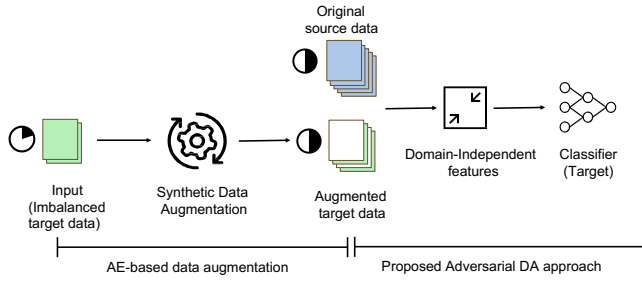 Original
source data
Input
(Imbalanced
target data)
Synthetic Data
Augmentation
Augmented
target data
Domain-Independent
features
Classifier
(Target)
AE-based data augmentation
Proposed Adversarial DA approach